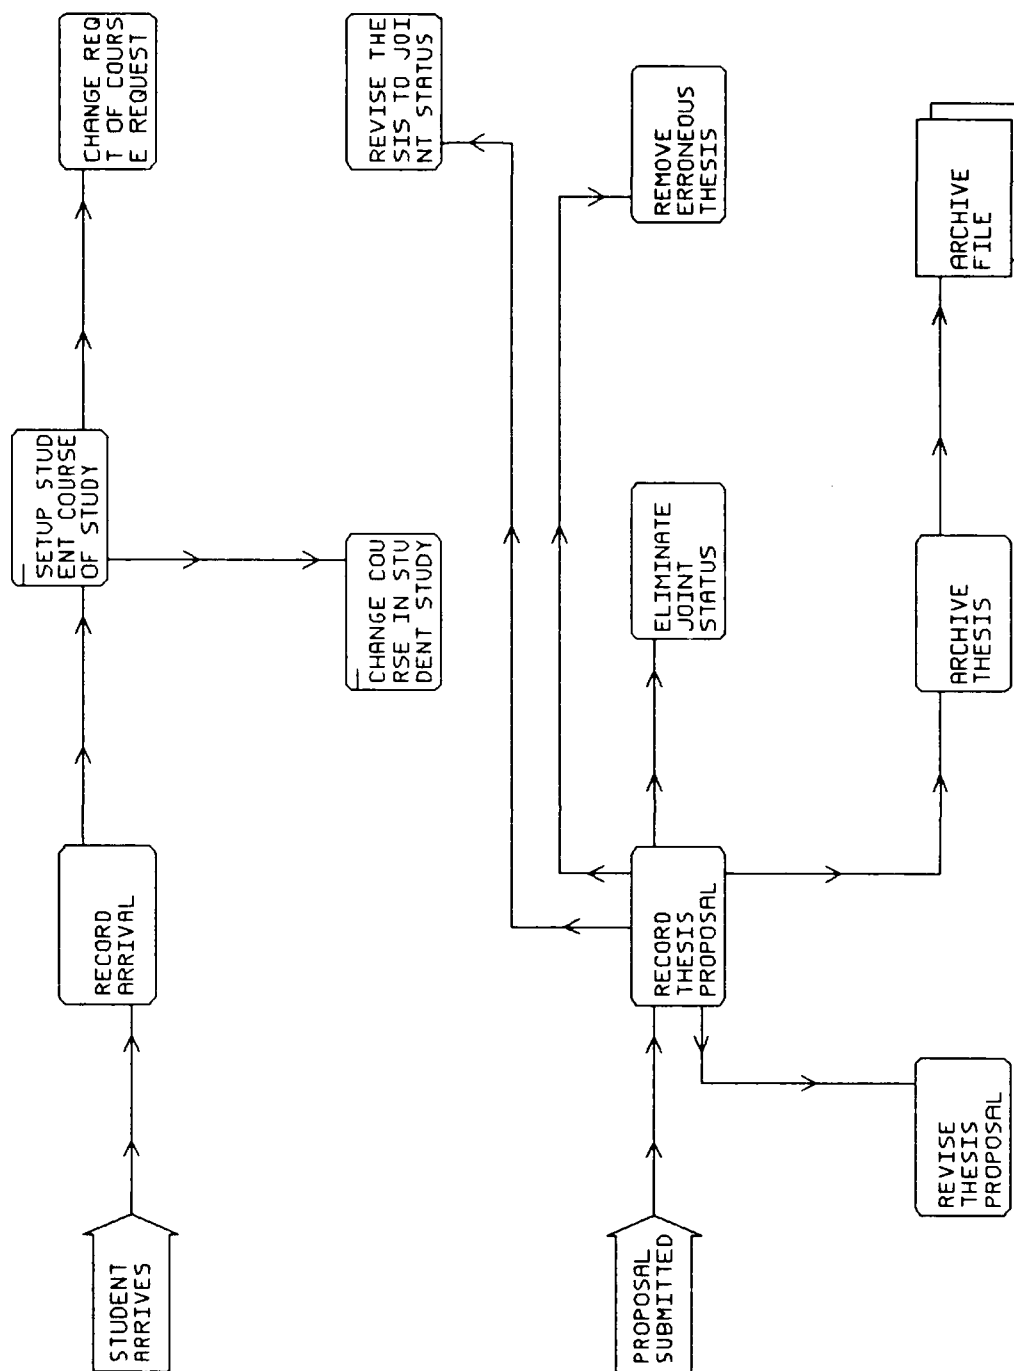 STUDENT
ARRIVES
RECORD
ARRIVAL
SETUP STUD
ENT COURSE
OF STUDY
CHANGE REQ
T OF COURS
E REQUEST
CHANGE COU
RSE IN STU
DENT STUDY
REVISE THE
SIS TO JOI
NT STATUS
PROPOSAL
SUBMITTED
RECORD
THESIS
PROPOSAL
ELIMINATE
JOINT
STATUS
REMOVE
ERRONEOUS
THESIS
REVISE
THESIS
PROPOSAL
ARCHIVE
THESIS
ARCHIVE
FILE